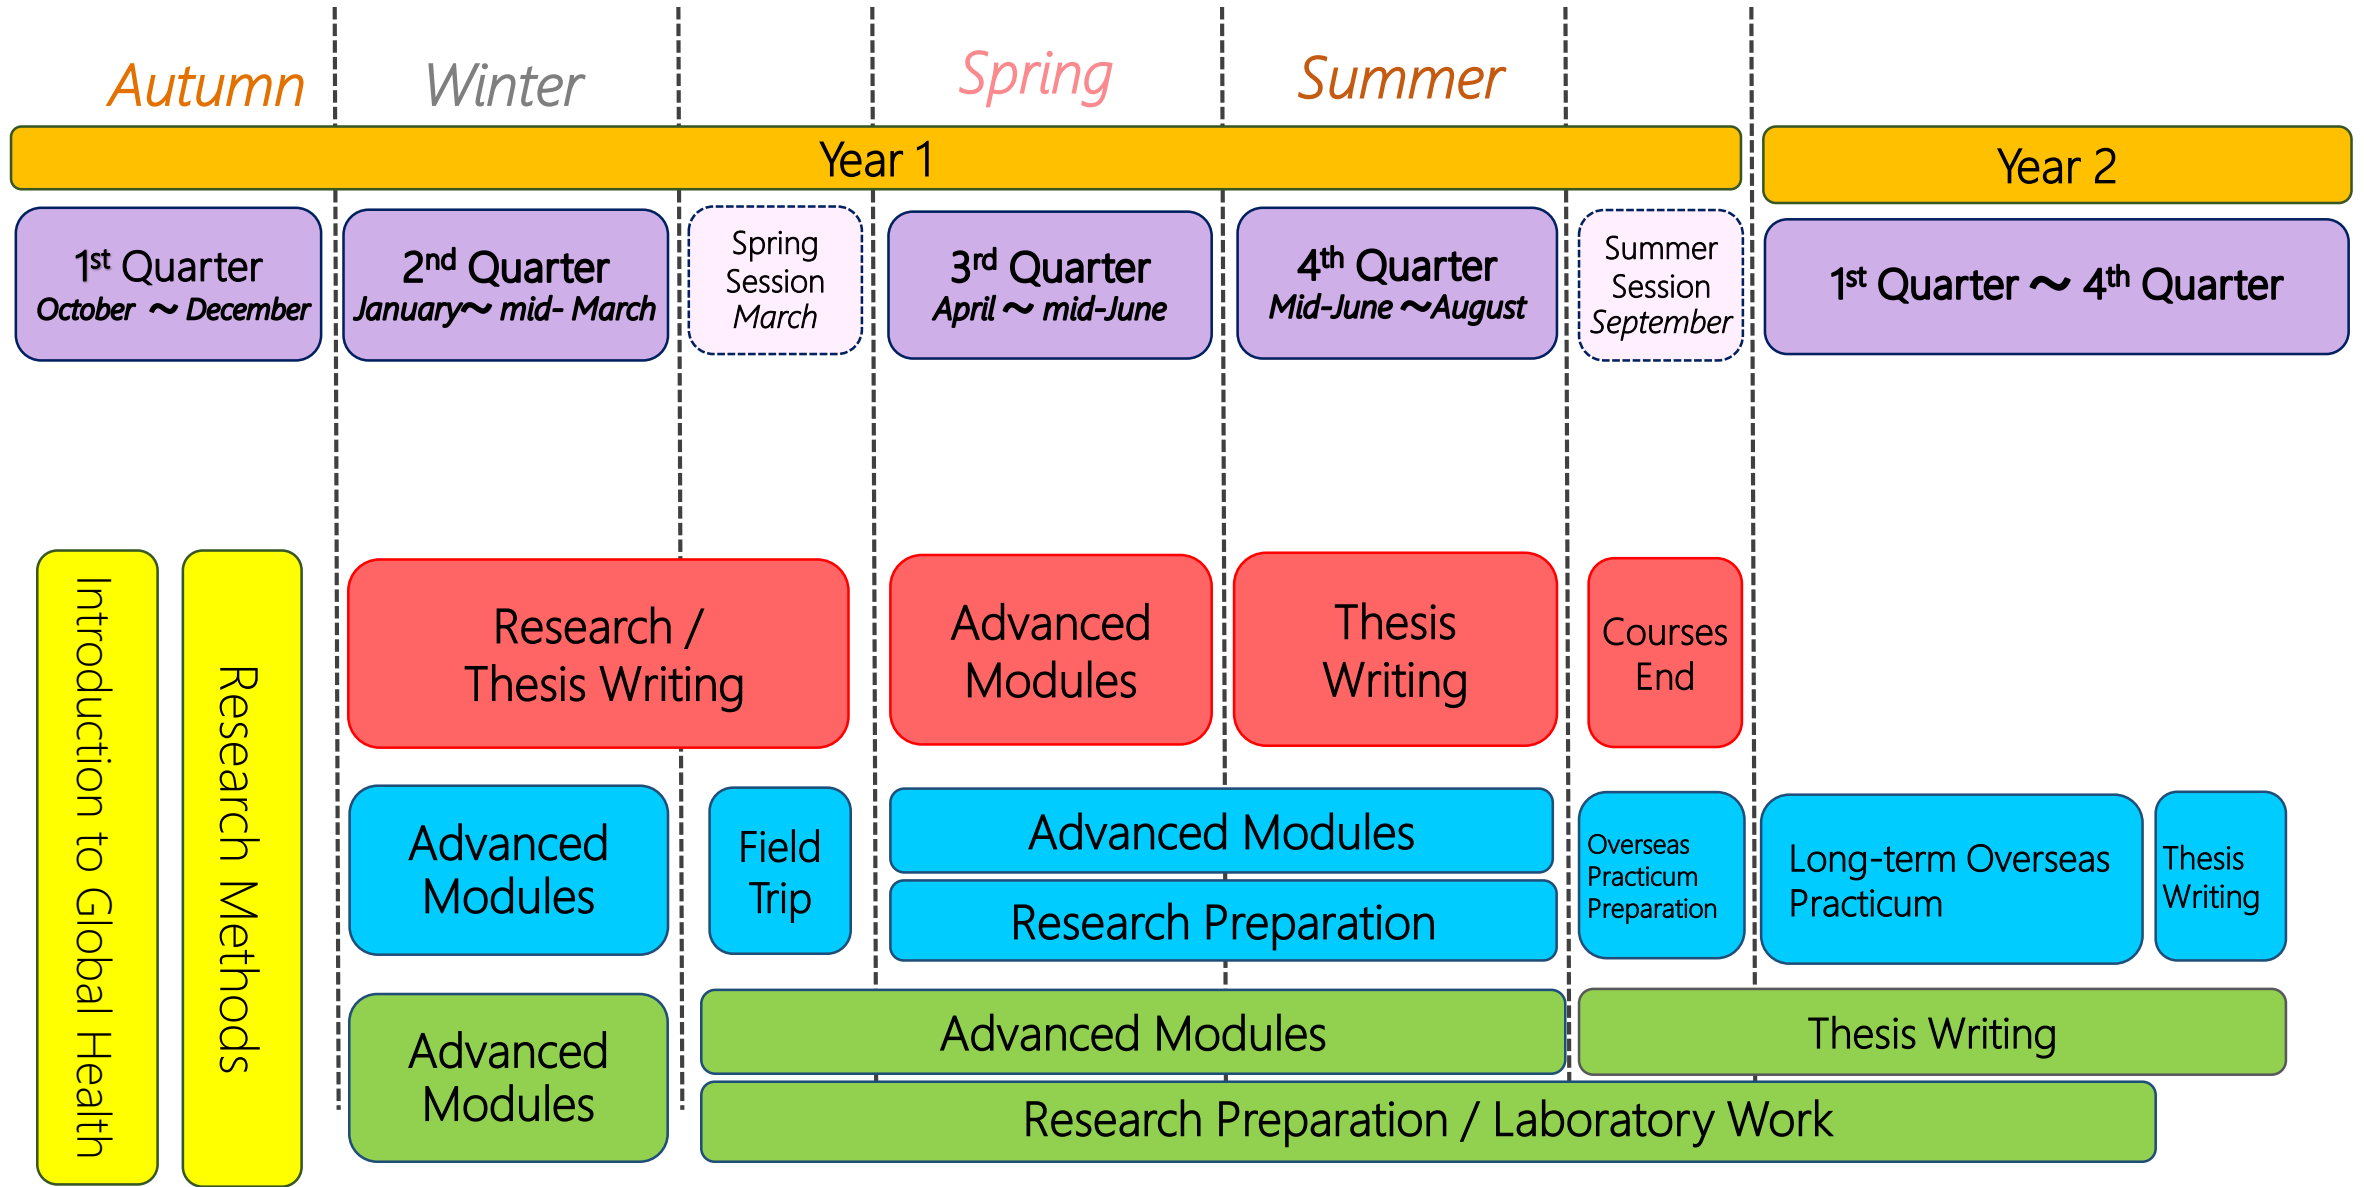 Autumn
Winter
Spring
Summer
Year 1
Year 2
1st Quarter
October ～ December
2nd Quarter
January～ mid- March
Spring
Session
March
3rd Quarter
April ～ mid-June
4th Quarter
Mid-June ～August
Summer
Session
September
1st Quarter ～ 4th Quarter
Introduction to Global Health
Research Methods
Research /
Thesis Writing
Advanced
Modules
Thesis
Writing
Courses
End
Advanced
Modules
Field
Trip
Advanced Modules
Research Preparation
Overseas
Practicum
Preparation
Long-term Overseas
Practicum
Thesis
Writing
Advanced
Modules
Advanced Modules
Thesis Writing
Research Preparation / Laboratory Work